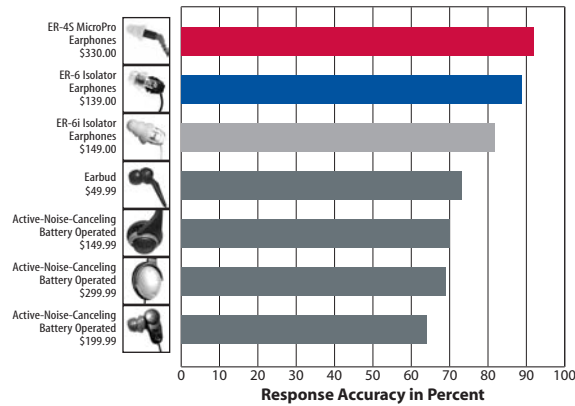 ER-4S MicroPro
Earphones
$330.00
ER-6 Isolator
Earphones
$139.00
ER-6i Isolator
Earphones
$149.00
Earbud
$49.99
Active-Noise-Canceling
Battery Operated
$149.99
Active-Noise-Canceling
Battery Operated
$299.99
Active-Noise-Canceling
Battery Operated
$199.99
0 10 20 30 40 50 60 70 80 90 100
Response Accuracy in Percent